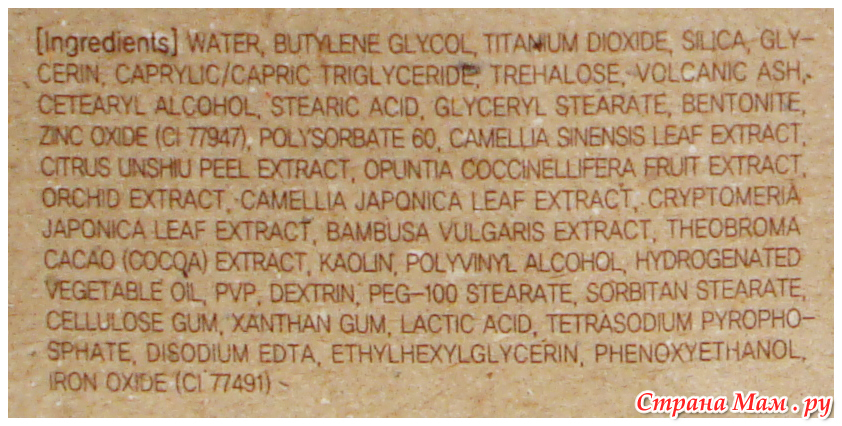 [Ingredients] WATER, BUTYLENE GLYCOL, TITANIUM DIOXIDE, SILICA, GLY-
CERIN, CAPRYLIC/CAPRIC TRIGLYCERIDE, TREHALOSE, VOLCANIC ASH,
CETEARYL ALCOHOL, STEARIC ACID, GLYCERYL STEARATE, BENTONITE,
ZINC OXIDE (CI 77947), POLYSORBATE 60, CAMELLIA SINENSIS LEAF EXTRACT,
CITRUS UNSHIU PEEL EXTRACT, OPUNTIA COCCINELLIFERA FRUIT EXTRACT,
ORCHID EXTRACT, CAMELLIA JAPONICA LEAF EXTRACT, CRYPTOMERIA
JAPONICA LEAF EXTRACT, BAMBUSA VULGARIS EXTRACT, THEOBROMA
CACAO (COCOA) EXTRACT, KAOLIN, POLYVINYL ALCOHOL, HYDROGENATED
VEGETABLE OIL, PVP, DEXTRIN, PEG-100 STEARATE, SORBITAN STEARATE,
CELLULOSE GUM, XANTHAN GUM, LACTIC ACID, TETRASODIUM PYROPHO-
SPHATE, DISODIUM EDTA, ETHYLHEXYLGLYCERIN, PHENOXYETHANOL,
IRON OXIDE (CI 77491)
Страна Мам.ру